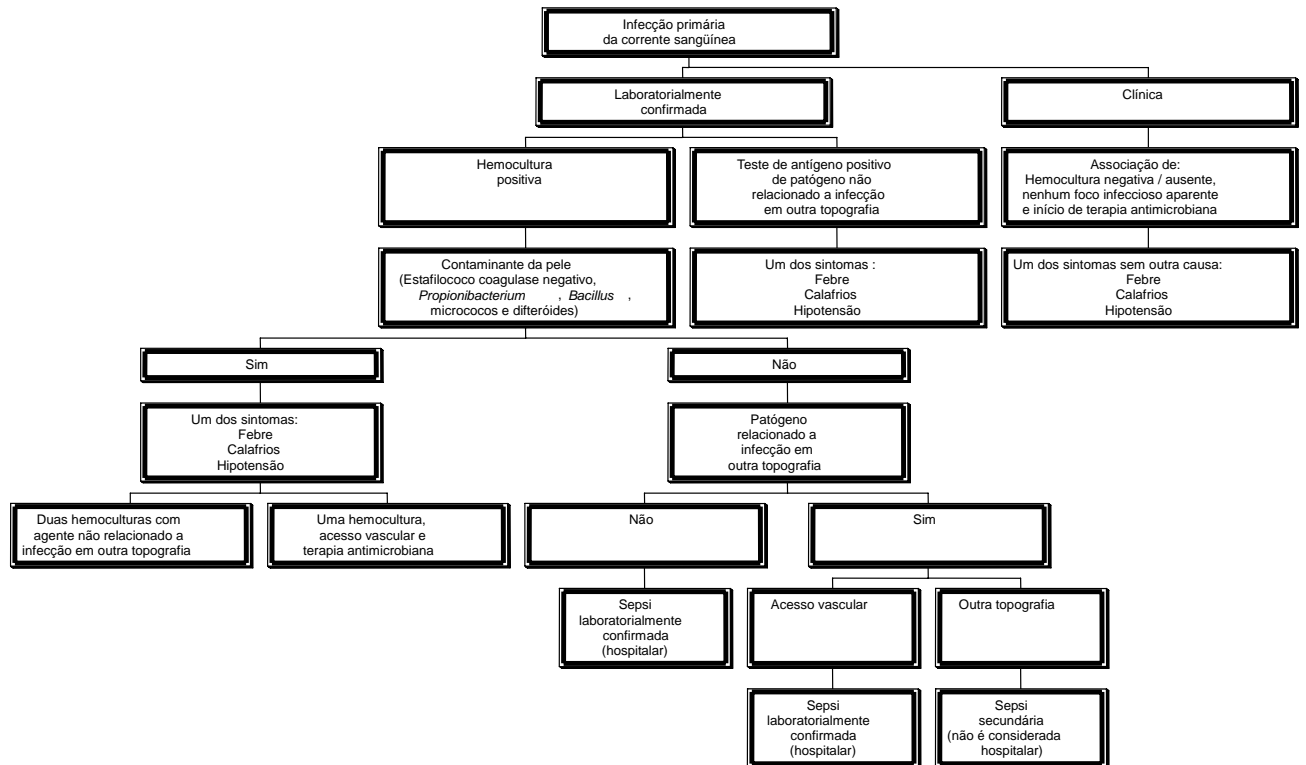 Infecção primária
da corrente sangüínea
Laboratorialmente
confirmada
Clínica
Hemocultura
positiva
Teste de antígeno positivo
de patógeno não
relacionado a infecção
em outra topografia
Associação de:
Hemocultura negativa / ausente,
nenhum foco infeccioso aparente
e início de terapia antimicrobiana
Contaminante da pele
(Estafilococo coagulase negativo,
Propionibacterium , Bacillus ,
micrococos e difteróides)
Um dos sintomas :
Febre
Calafrios
Hipotensão
Um dos sintomas sem outra causa:
Febre
Calafrios
Hipotensão
Sim
Não
Um dos sintomas:
Febre
Calafrios
Hipotensão
Patógeno
relacionado a
infecção em
outra topografia
Duas hemoculturas com
agente não relacionado a
infecção em outra topografia
Uma hemocultura,
acesso vascular e
terapia antimicrobiana
Não
Sim
Sepsi
laboratorialmente
confirmada
(hospitalar)
Acesso vascular
Outra topografia
Sepsi
laboratorialmente
confirmada
(hospitalar)
Sepsi
secundária
(não é considerada
hospitalar)